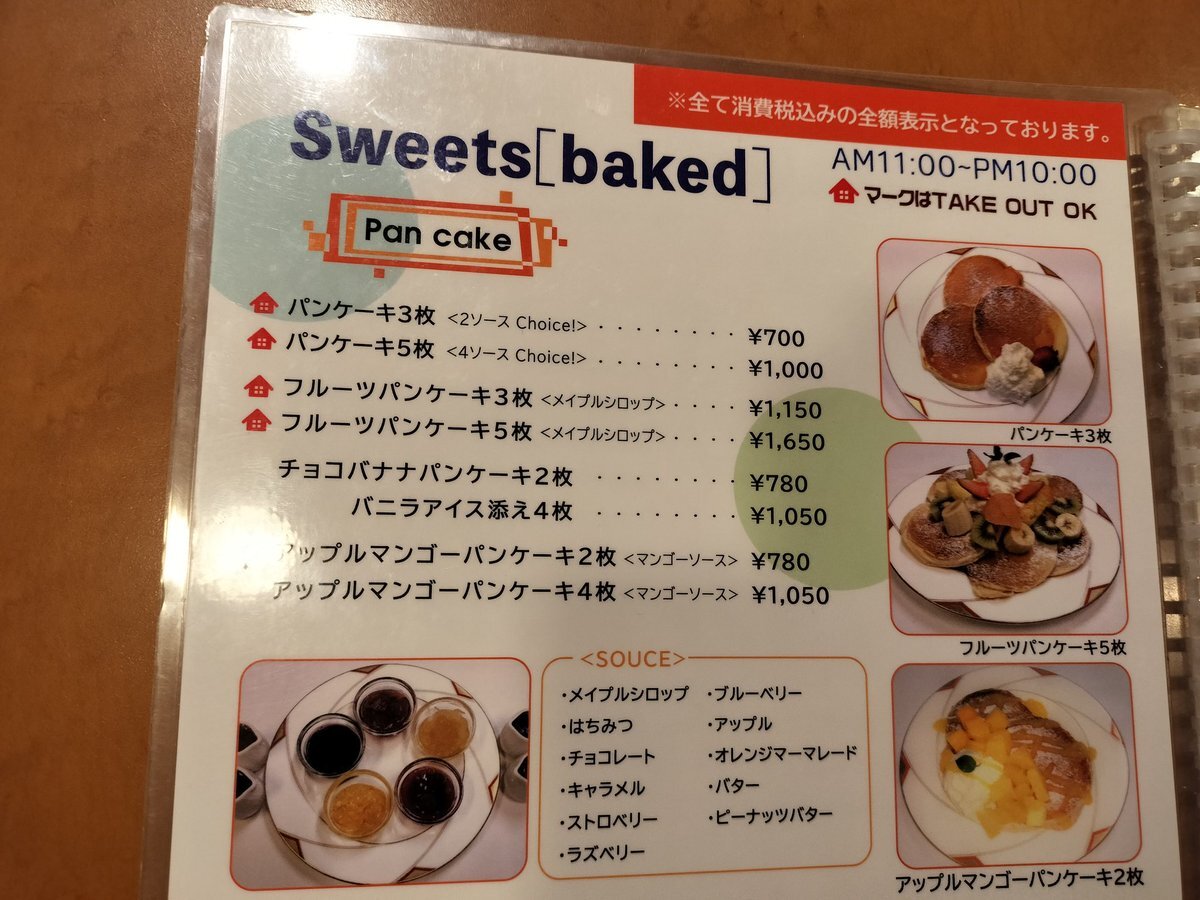 ※全て消費税込みの全額表示となっております。
Sweets[baked]
AM11:00~PM10:00
マークはTAKE OUT OK
Pan cake
パンケーキ3枚 <2ソース Choice!> ・・・・・・・・ ¥700
パンケーキ5枚 <4ソース Choice!> ・・・・・・・・ ¥1,000
フルーツパンケーキ3枚 <メイプルシロップ> ・・・・ ¥1,150
フルーツパンケーキ5枚 <メイプルシロップ> ・・・・ ¥1,650
チョコバナナパンケーキ2枚 ・・・・・・・・ ¥780
バニラアイス添え4枚 ・・・・・・・・ ¥1,050
アップルマンゴーパンケーキ2枚 <マンゴーソース> ¥780
アップルマンゴーパンケーキ4枚 <マンゴーソース> ¥1,050
パンケーキ3枚
フルーツパンケーキ5枚
アップルマンゴーパンケーキ2枚
<SOUCE>
・メイプルシロップ
・はちみつ
・チョコレート
・キャラメル
・ストロベリー
・ラズベリー
・ブルーベリー
・アップル
・オレンジマーマレード
・バター
・ピーナッツバター